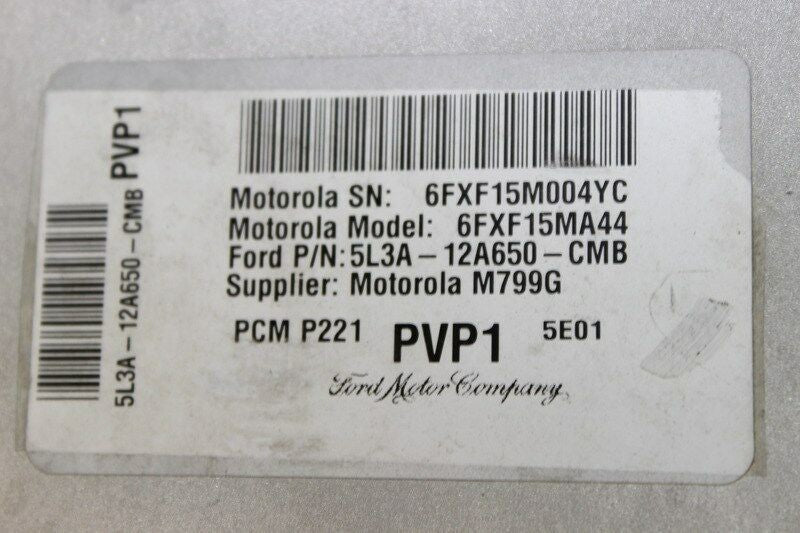 Motorola SN: 6FXF15M004YC
Motorola Model: 6FXF15MA44
Ford P/N: 5L3A-12A650-CMB
Supplier: Motorola M799G
PCM P221 PVP1 5E01
Ford Motor Company
5L3A-12A650-CMB PVP1